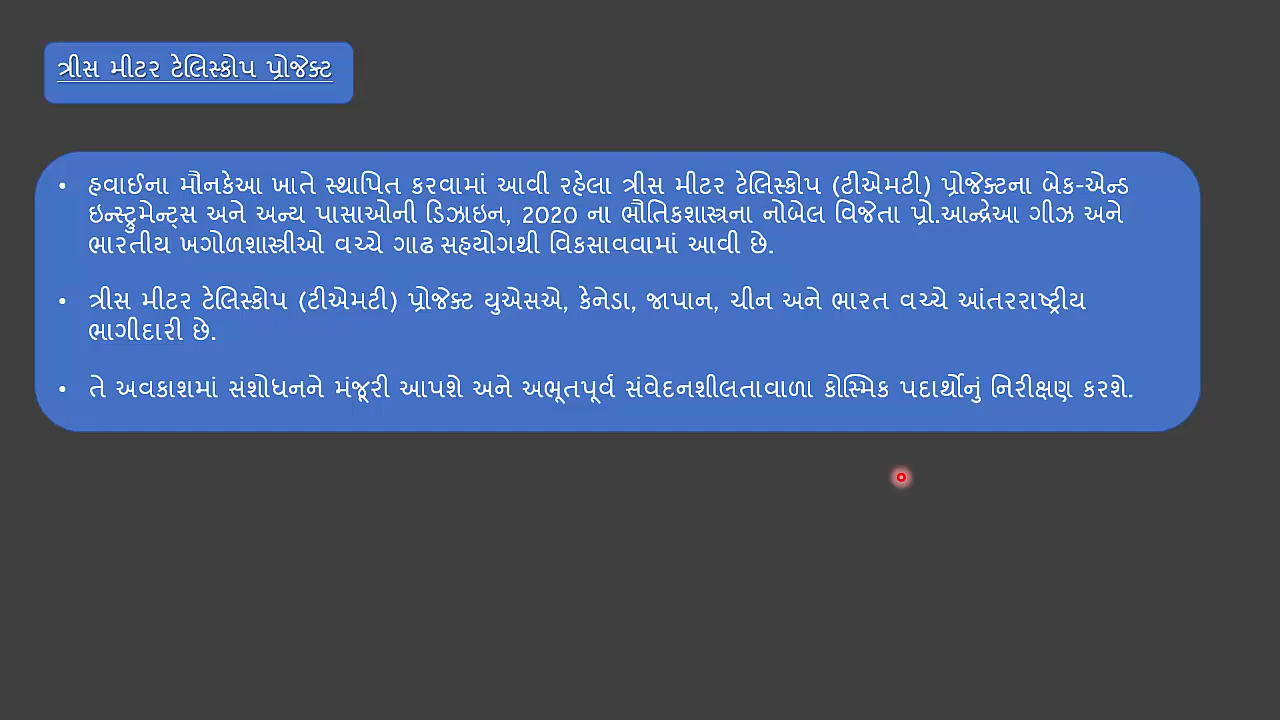 ત્રીસ મીટર ટેલિસ્કોપ પ્રોજેક્ટ
• હવાઈના મૌનકેઆ ખાતે સ્થાપિત કરવામાં આવી રહેલા ત્રીસ મીટર ટેલિસ્કોપ (ટીએમટી) પ્રોજેક્ટના બેક-એન્ડ
ઇન્સ્ટ્રુમેન્ટ્સ અને અન્ય પાસાઓની ડિઝાઇન, 2020 ના ભૌતિકશાસ્ત્રના નોબેલ વિજેતા પ્રો.આન્દ્રેઆ ગીઝ અને
ભારતીય ખગોળશાસ્ત્રીઓ વચ્ચે ગાઢ સહયોગથી વિકસાવવામાં આવી છે.
• ત્રીસ મીટર ટેલિસ્કોપ (ટીએમટી) પ્રોજેક્ટ યુએસએ, કેનેડા, જાપાન, ચીન અને ભારત વચ્ચે આંતરરાષ્ટ્રીય
ભાગીદારી છે.
• તે અવકાશમાં સંશોધનને મંજૂરી આપશે અને અભૂતપૂર્વ સંવેદનશીલતાવાળા કોસ્મિક પદાર્થોનું નિરીક્ષણ કરશે.